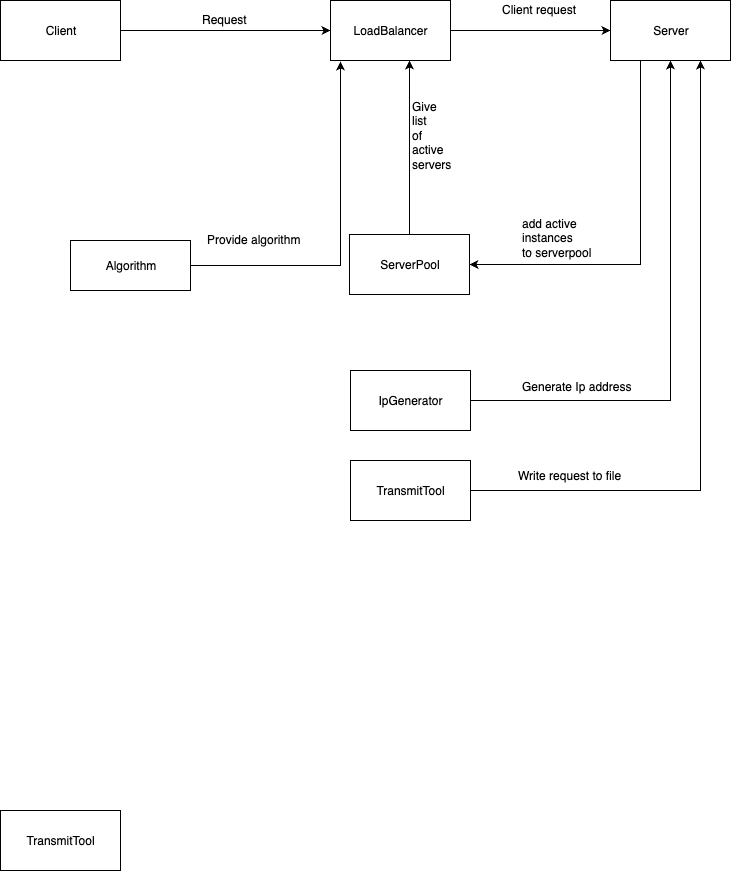 Client
Request
LoadBalancer
Client request
Server
Give
list
of
active
servers
Algorithm
Provide algorithm
ServerPool
add active
instances
to serverpool
IpGenerator
Generate Ip address
TransmitTool
Write request to file
TransmitTool